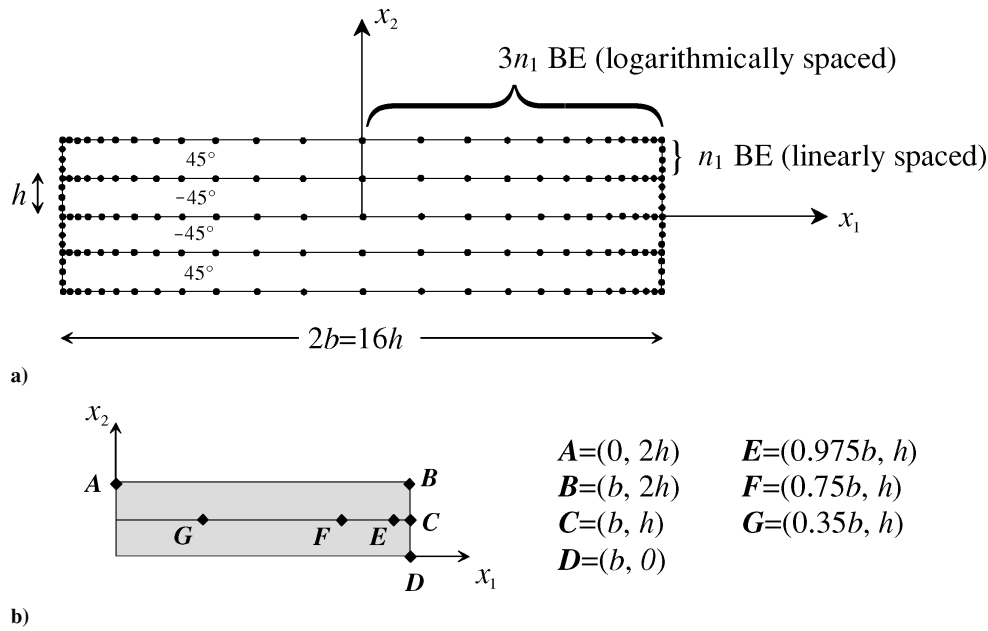 x₂
3n₁ BE (logarithmically spaced)
45°
n₁ BE (linearly spaced)
h
–45°
x₁
–45°
45°
2b=16h
a)
x₂
A
B
G
F
E
C
D
x₁
A=(0, 2h)
B=(b, 2h)
C=(b, h)
D=(b, 0)
E=(0.975b, h)
F=(0.75b, h)
G=(0.35b, h)
b)